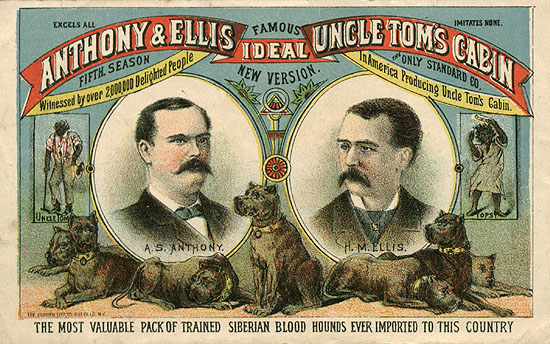 EXCELS ALL
IMITATES NONE.
ANTHONY & ELLIS
FAMOUS
IDEAL
UNCLE TOM'S CABIN
FIFTH SEASON
NEW VERSION.
THE ONLY STANDARD CO.
Witnessed by over 2,000,000 Delighted People
In America Producing Uncle Tom's Cabin.
UNCLE TOM
A. S. ANTHONY.
H. M. ELLIS.
TOPSY
THE MOST VALUABLE PACK OF TRAINED SIBERIAN BLOOD HOUNDS EVER IMPORTED TO THIS COUNTRY